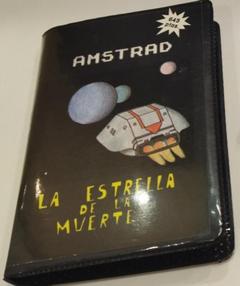 645
ptas.
AMSTRAD
LA ESTRELLA
DE LA
MUERTE